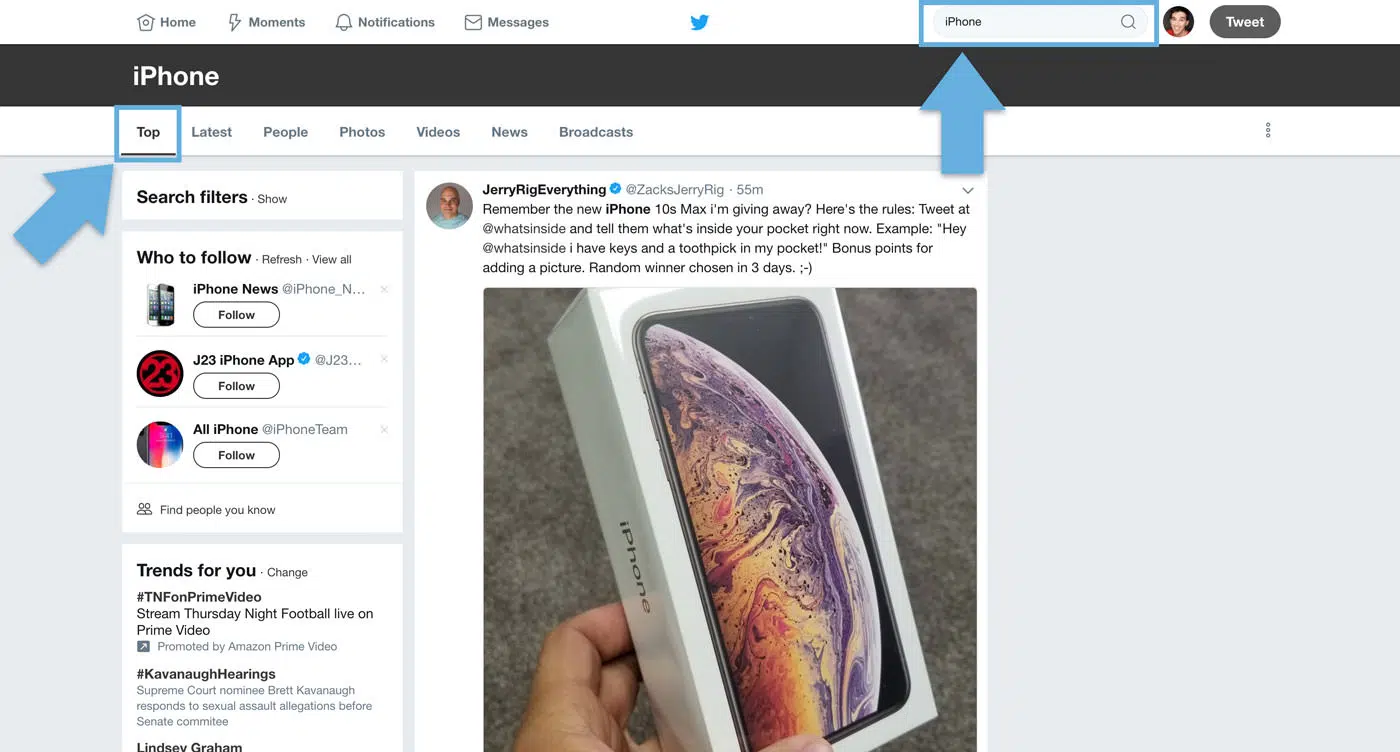 Home Moments Notifications Messages iPhone Tweet
iPhone
Top Latest People Photos Videos News Broadcasts
Search filters · Show
Who to follow · Refresh · View all
iPhone News @iPhone_N...
Follow
J23 iPhone App @J23...
Follow
All iPhone @iPhoneTeam
Follow
Find people you know
Trends for you · Change
#TNFonPrimeVideo
Stream Thursday Night Football live on
Prime Video
Promoted by Amazon Prime Video
#KavanaughHearings
Supreme Court nominee Brett Kavanaugh
responds to sexual assault allegations before
Senate commitee
Lindsey Graham
JerryRigEverything @ZacksJerryRig · 55m
Remember the new iPhone 10s Max i'm giving away? Here's the rules: Tweet at
@whatsinside and tell them what's inside your pocket right now. Example: "Hey
@whatsinside i have keys and a toothpick in my pocket!" Bonus points for
adding a picture. Random winner chosen in 3 days. ;-)
iPhone
23